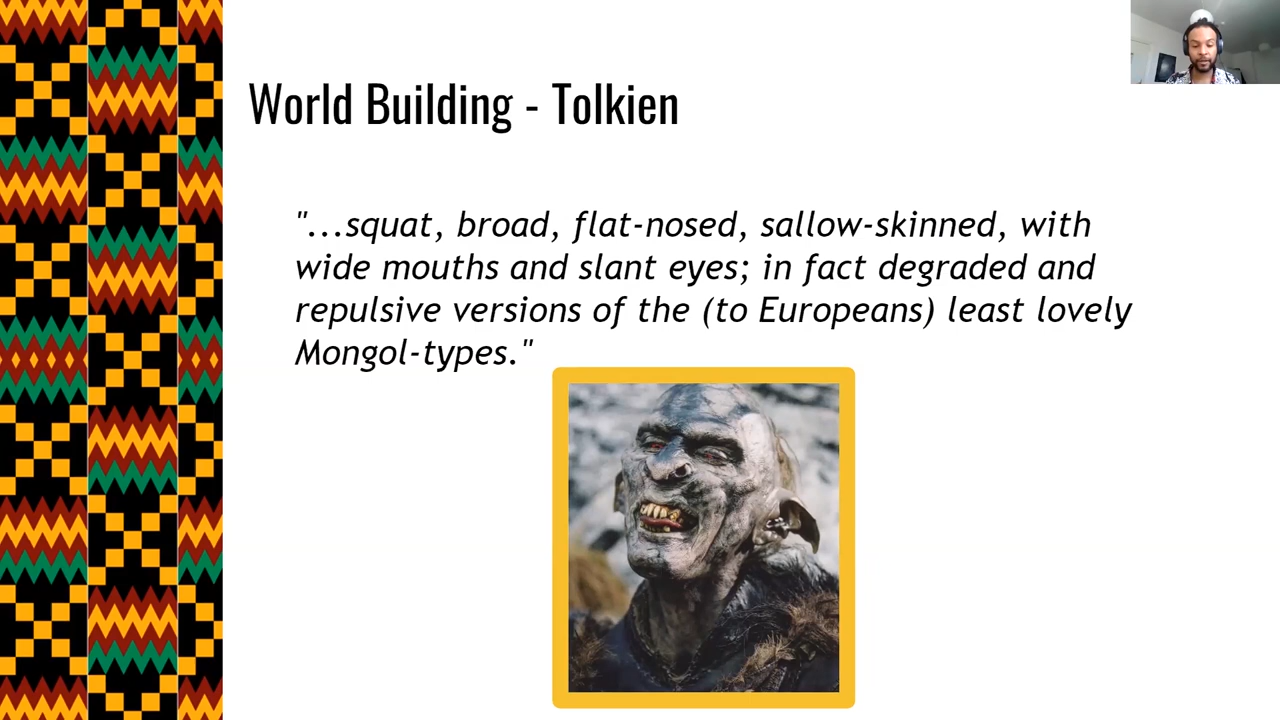 World Building - Tolkien
"...squat, broad, flat-nosed, sallow-skinned, with
wide mouths and slant eyes; in fact degraded and
repulsive versions of the (to Europeans) least lovely
Mongol-types."